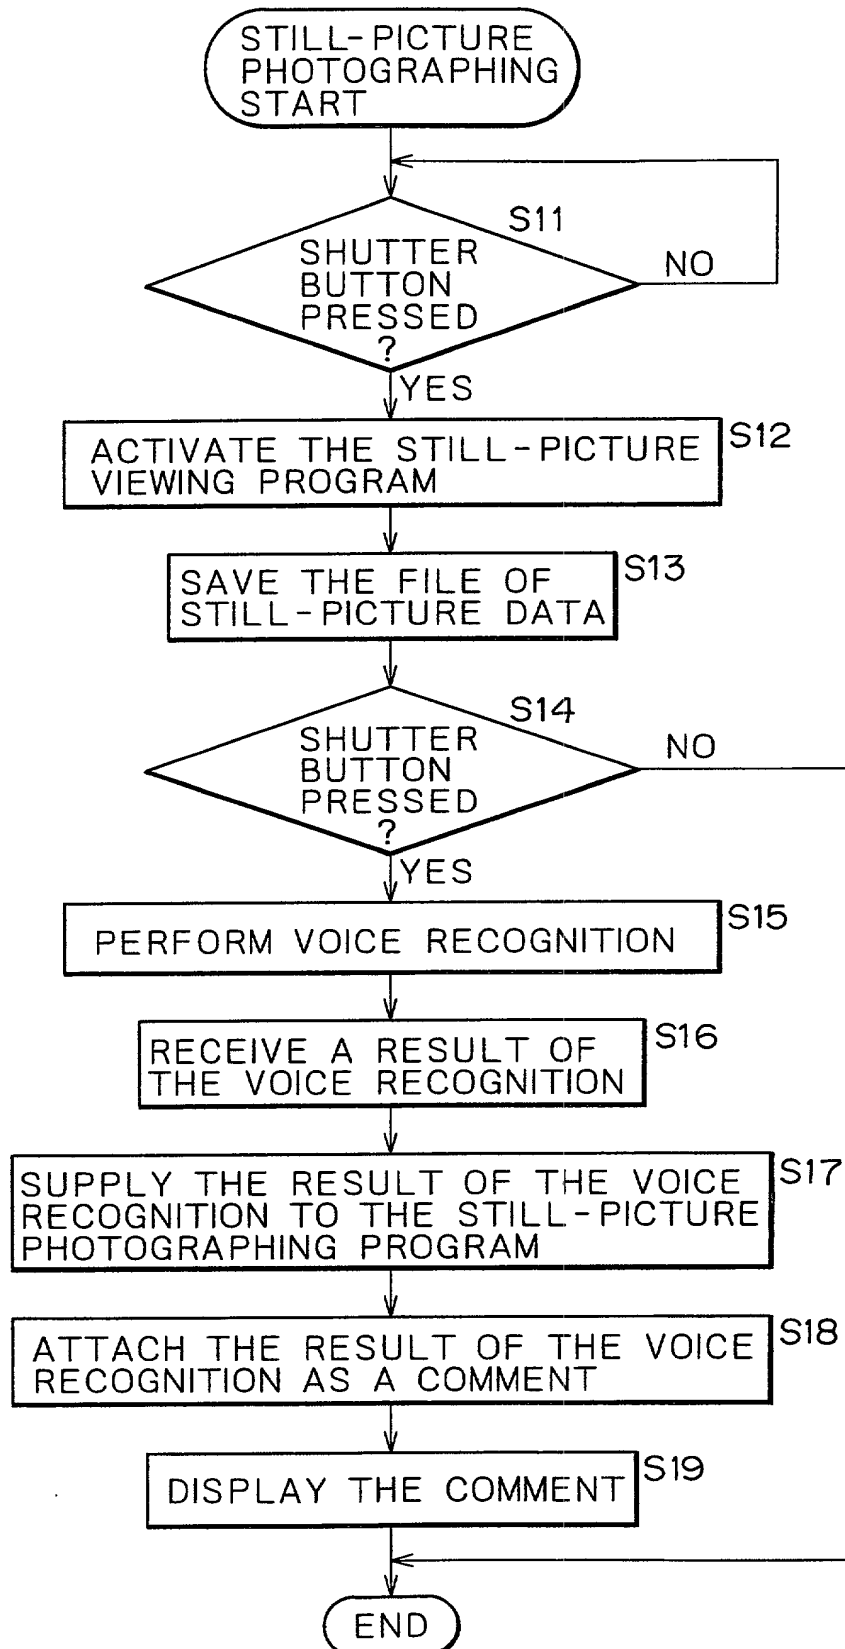 STILL-PICTURE
PHOTOGRAPHING
START
S11
SHUTTER
BUTTON
PRESSED
?
NO
YES
S12
ACTIVATE THE STILL-PICTURE
VIEWING PROGRAM
S13
SAVE THE FILE OF
STILL-PICTURE DATA
S14
SHUTTER
BUTTON
PRESSED
?
NO
YES
S15
PERFORM VOICE RECOGNITION
S16
RECEIVE A RESULT OF
THE VOICE RECOGNITION
S17
SUPPLY THE RESULT OF THE VOICE
RECOGNITION TO THE STILL-PICTURE
PHOTOGRAPHING PROGRAM
S18
ATTACH THE RESULT OF THE VOICE
RECOGNITION AS A COMMENT
S19
DISPLAY THE COMMENT
END